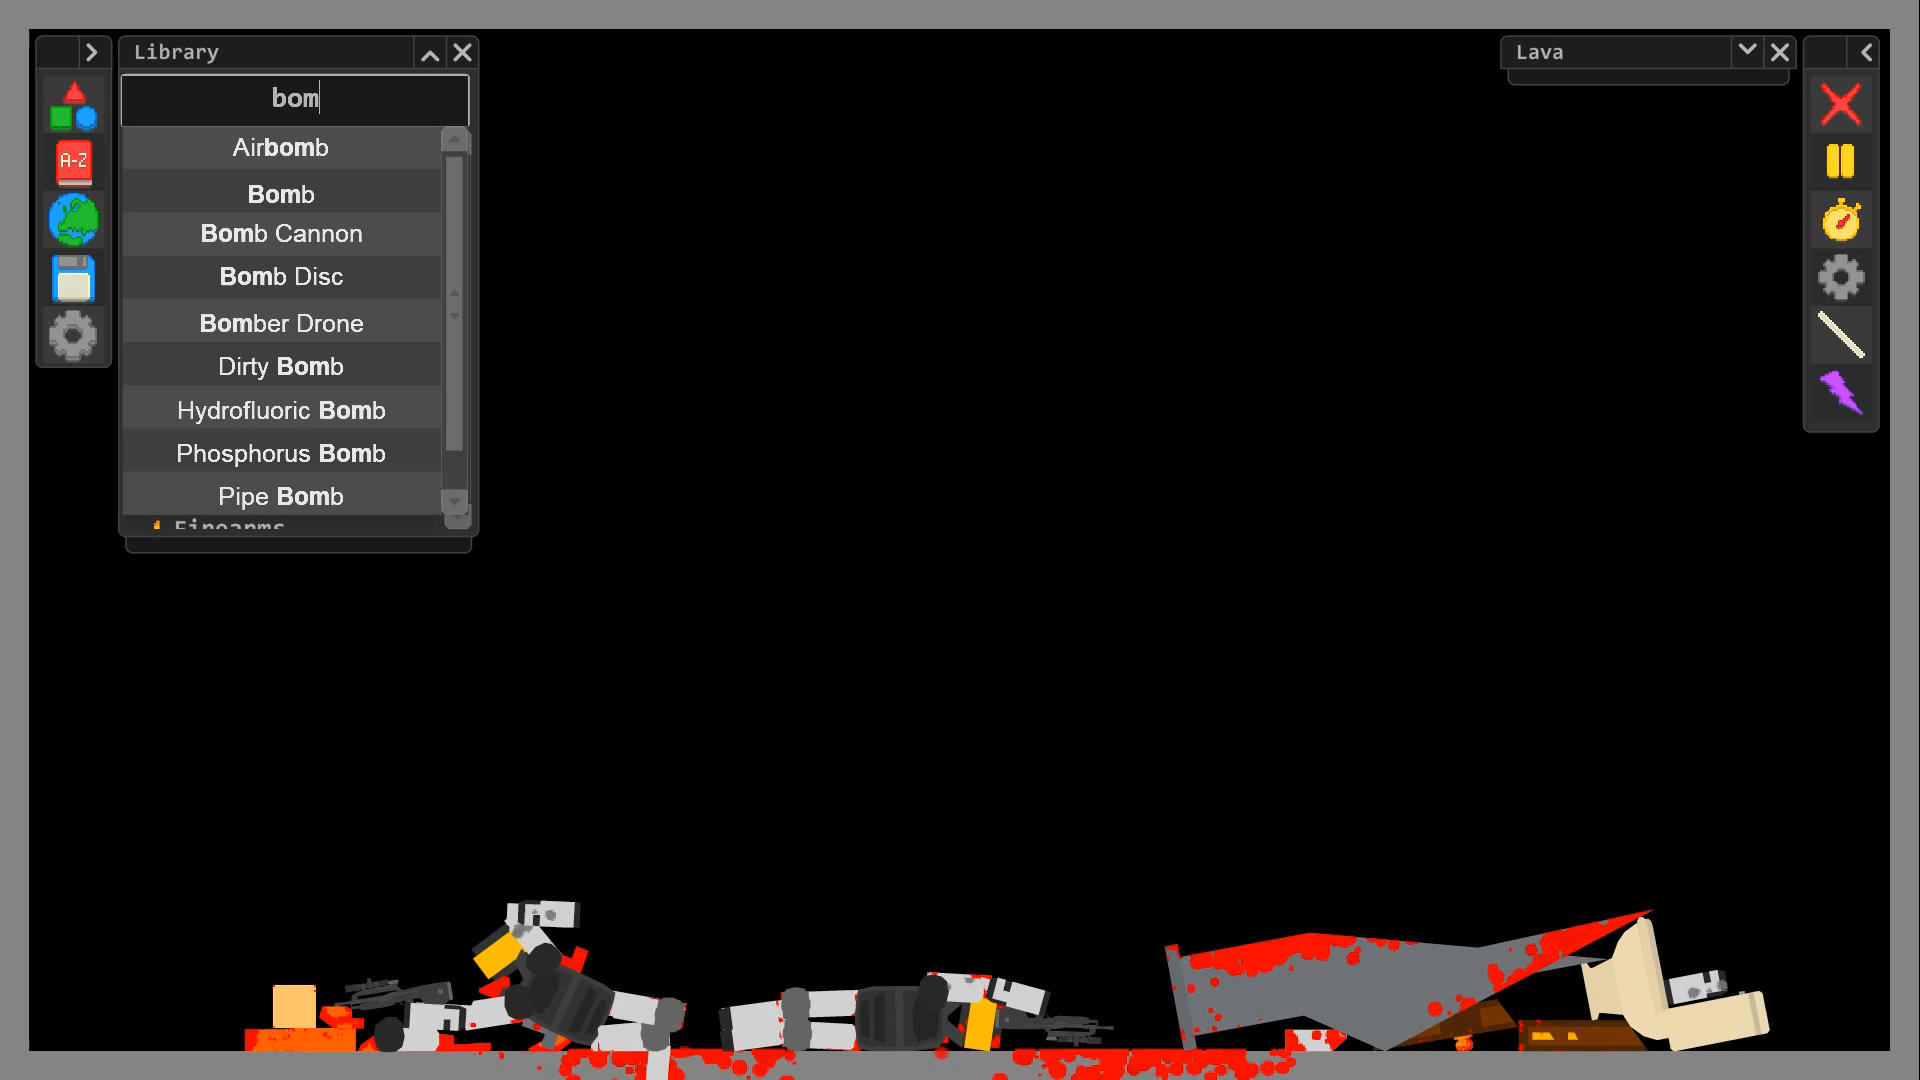 Library
bom
Airbomb
Bomb
Bomb Cannon
Bomb Disc
Bomber Drone
Dirty Bomb
Hydrofluoric Bomb
Phosphorus Bomb
Pipe Bomb
Firearms
A-Z
Lava